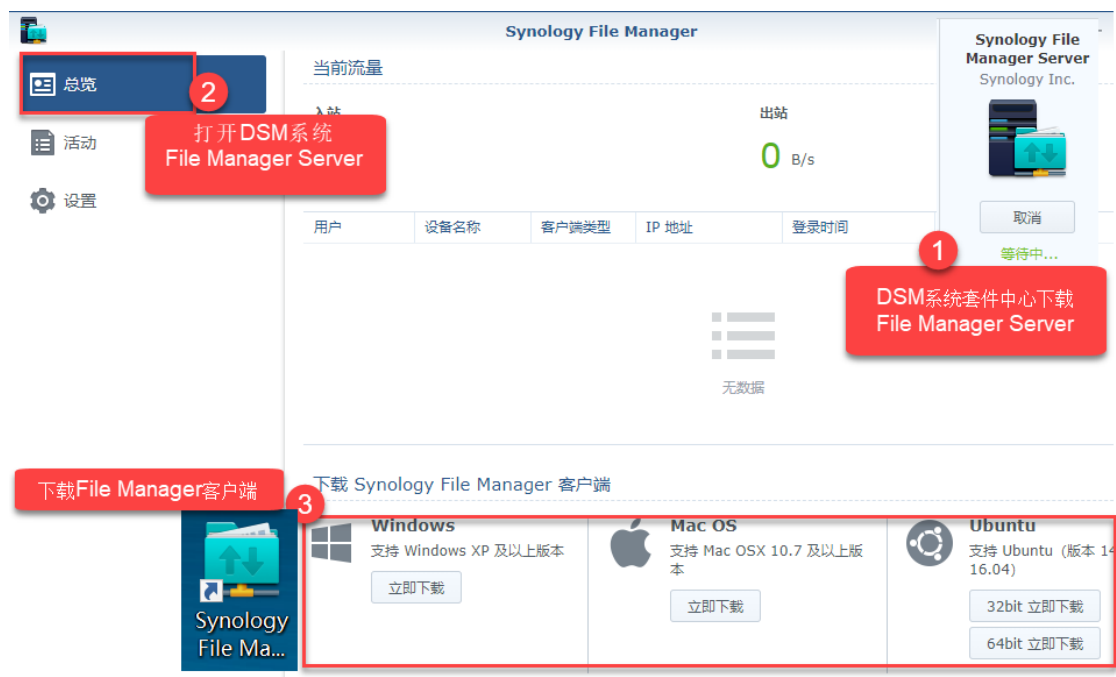 Synology File Manager
Synology File
Manager Server
Synology Inc.
取消
等待中...
1
DSM系统套件中心下载
File Manager Server
总览
活动
设置
2
打开DSM系统
File Manager Server
当前流量
入站
出站
0 B/s
用户 设备名称 客户端类型 IP 地址 登录时间
无数据
下载File Manager客户端
3
Synology
File Ma...
下载 Synology File Manager 客户端
Windows
支持 Windows XP 及以上版本
立即下载
Mac OS
支持 Mac OSX 10.7 及以上版
本
立即下载
Ubuntu
支持 Ubuntu（版本 14
16.04）
32bit 立即下载
64bit 立即下载